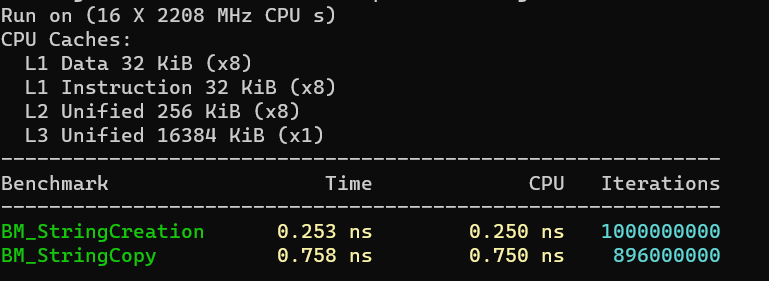 Run on (16 X 2208 MHz CPU s)
CPU Caches:
  L1 Data 32 KiB (x8)
  L1 Instruction 32 KiB (x8)
  L2 Unified 256 KiB (x8)
  L3 Unified 16384 KiB (x1)
------------------------------------------------------------
Benchmark                  Time             CPU   Iterations
------------------------------------------------------------
BM_StringCreation      0.253 ns        0.250 ns   1000000000
BM_StringCopy          0.758 ns        0.750 ns    896000000